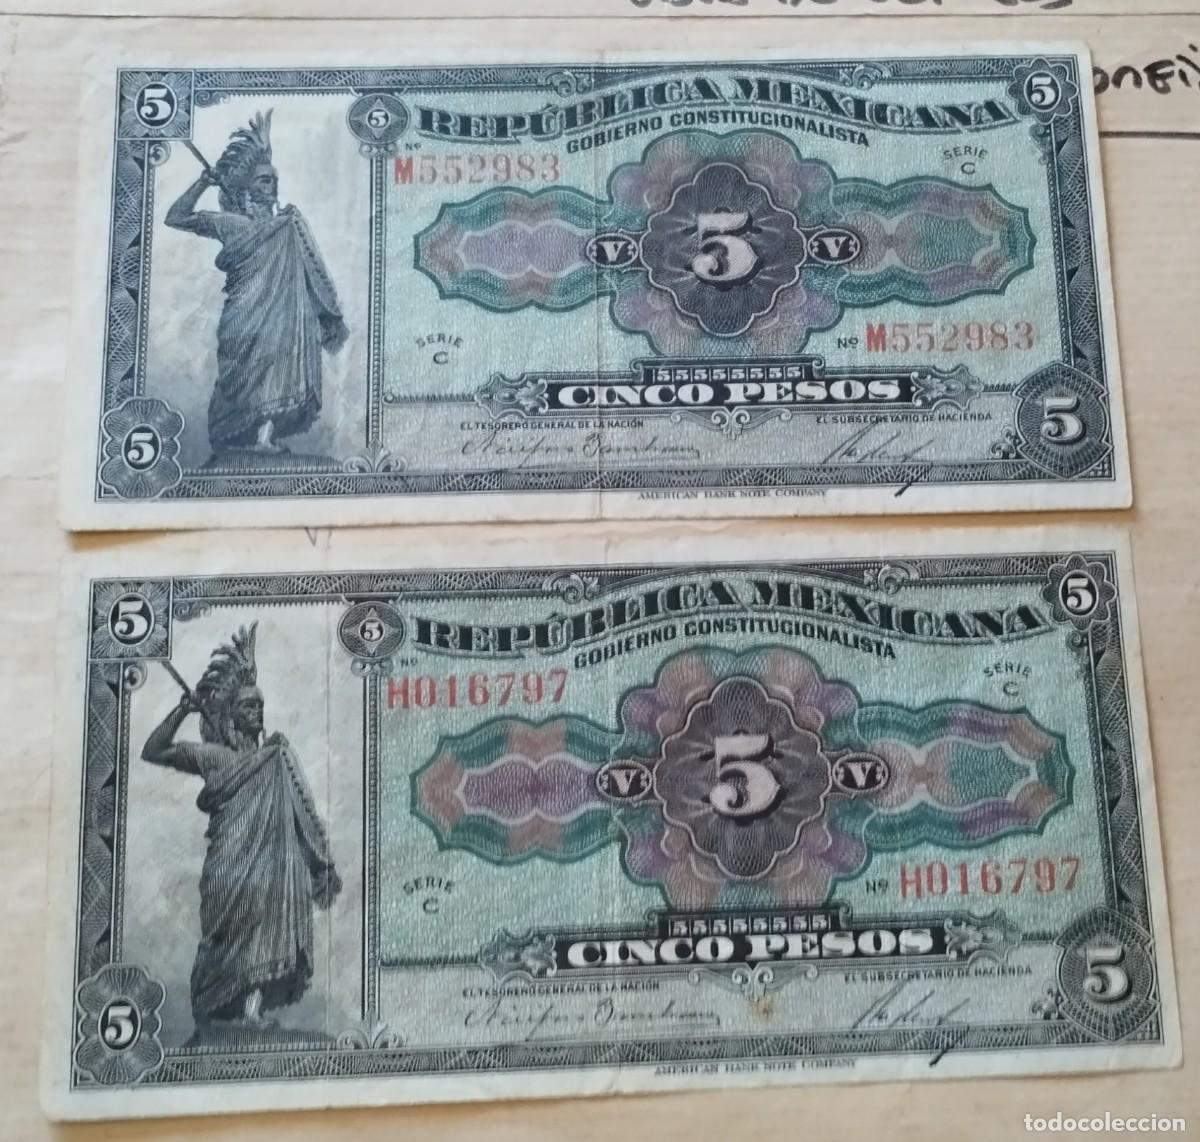 5
5
REPÚBLICA MEXICANA
5
GOBIERNO CONSTITUCIONALISTA
Nº
M552983
SERIE
C
V 5 V
SERIE
C
Nº M552983
55555555
CINCO PESOS
5
5
EL TESORERO GENERAL DE LA NACIÓN
EL SUBSECRETARIO DE HACIENDA
AMERICAN BANK NOTE COMPANY
5
5
REPÚBLICA MEXICANA
5
GOBIERNO CONSTITUCIONALISTA
Nº
H016797
SERIE
C
V 5 V
SERIE
C
Nº H016797
55555555
CINCO PESOS
5
5
EL TESORERO GENERAL DE LA NACIÓN
EL SUBSECRETARIO DE HACIENDA
AMERICAN BANK NOTE COMPANY
todocoleccion